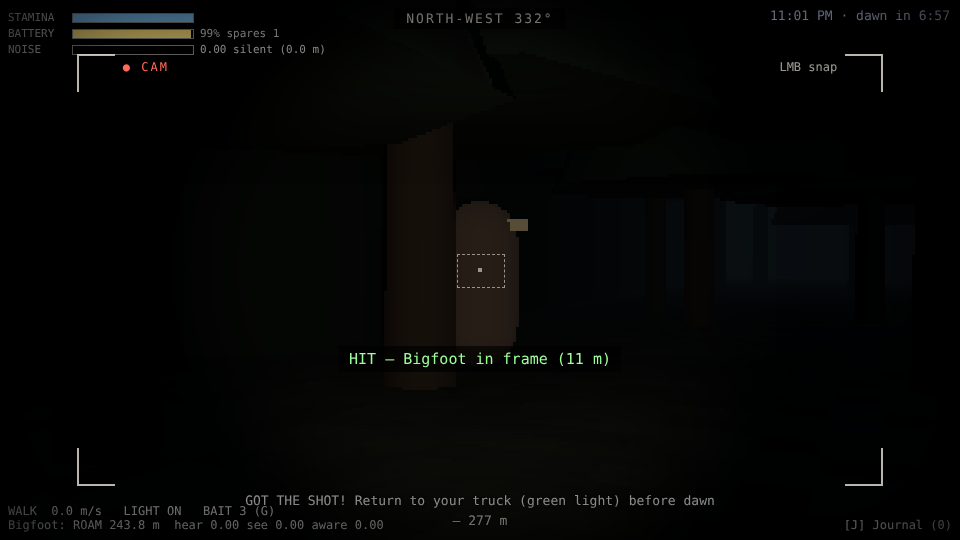 STAMINA
BATTERY 99% spares 1
NOISE 0.00 silent (0.0 m)
NORTH-WEST 332°
11:01 PM · dawn in 6:57
● CAM
LMB snap
HIT — Bigfoot in frame (11 m)
GOT THE SHOT! Return to your truck (green light) before dawn
— 277 m
WALK 0.0 m/s LIGHT ON BAIT 3 (G)
Bigfoot: ROAM 243.8 m hear 0.00 see 0.00 aware 0.00
[J] Journal (0)